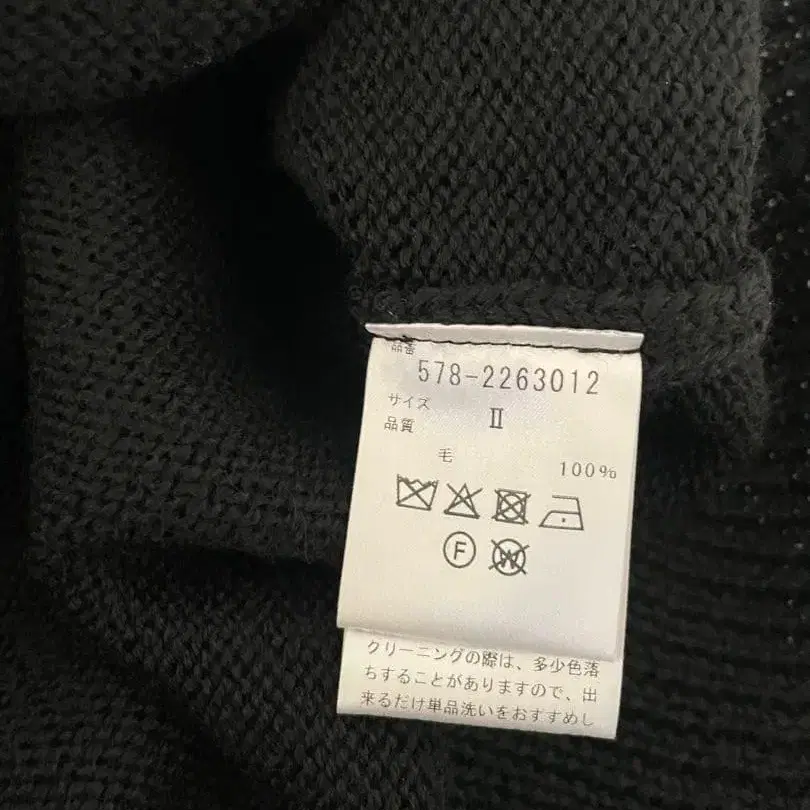 品番
578-2263012
サイズ Ⅱ
品質
毛 100%
F
W
クリーニングの際は、多少色落
ちすることがありますので、出
来るだけ単品洗いをおすすめし